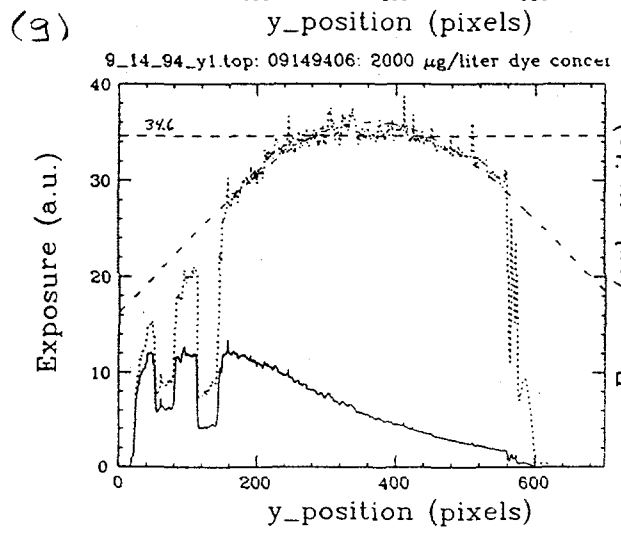 (g)
y_position (pixels)
9_14_94_y1.top: 09149406: 2000 µg/liter dye concer
40
30
20
10
0
34.6
Exposure (a.u.)
0 200 400 600
y_position (pixels)